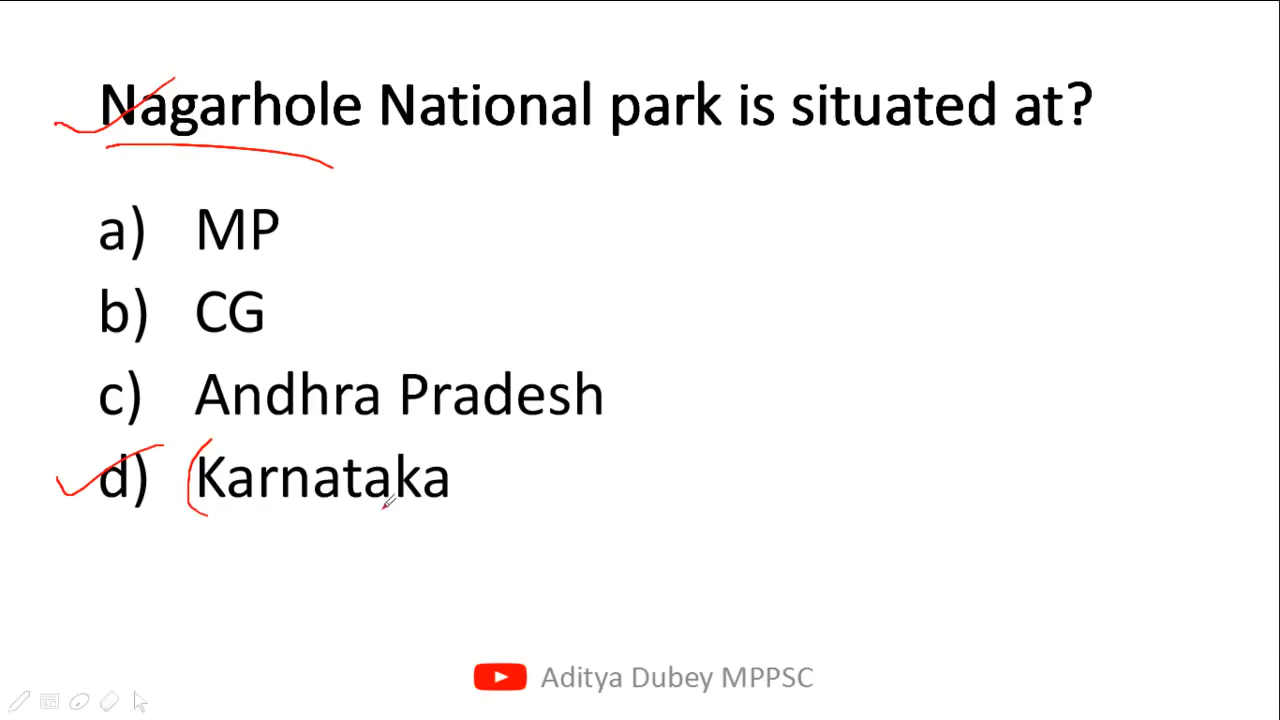 Nagarhole National park is situated at?
a) MP
b) CG
c) Andhra Pradesh
d) Karnataka
Aditya Dubey MPPSC